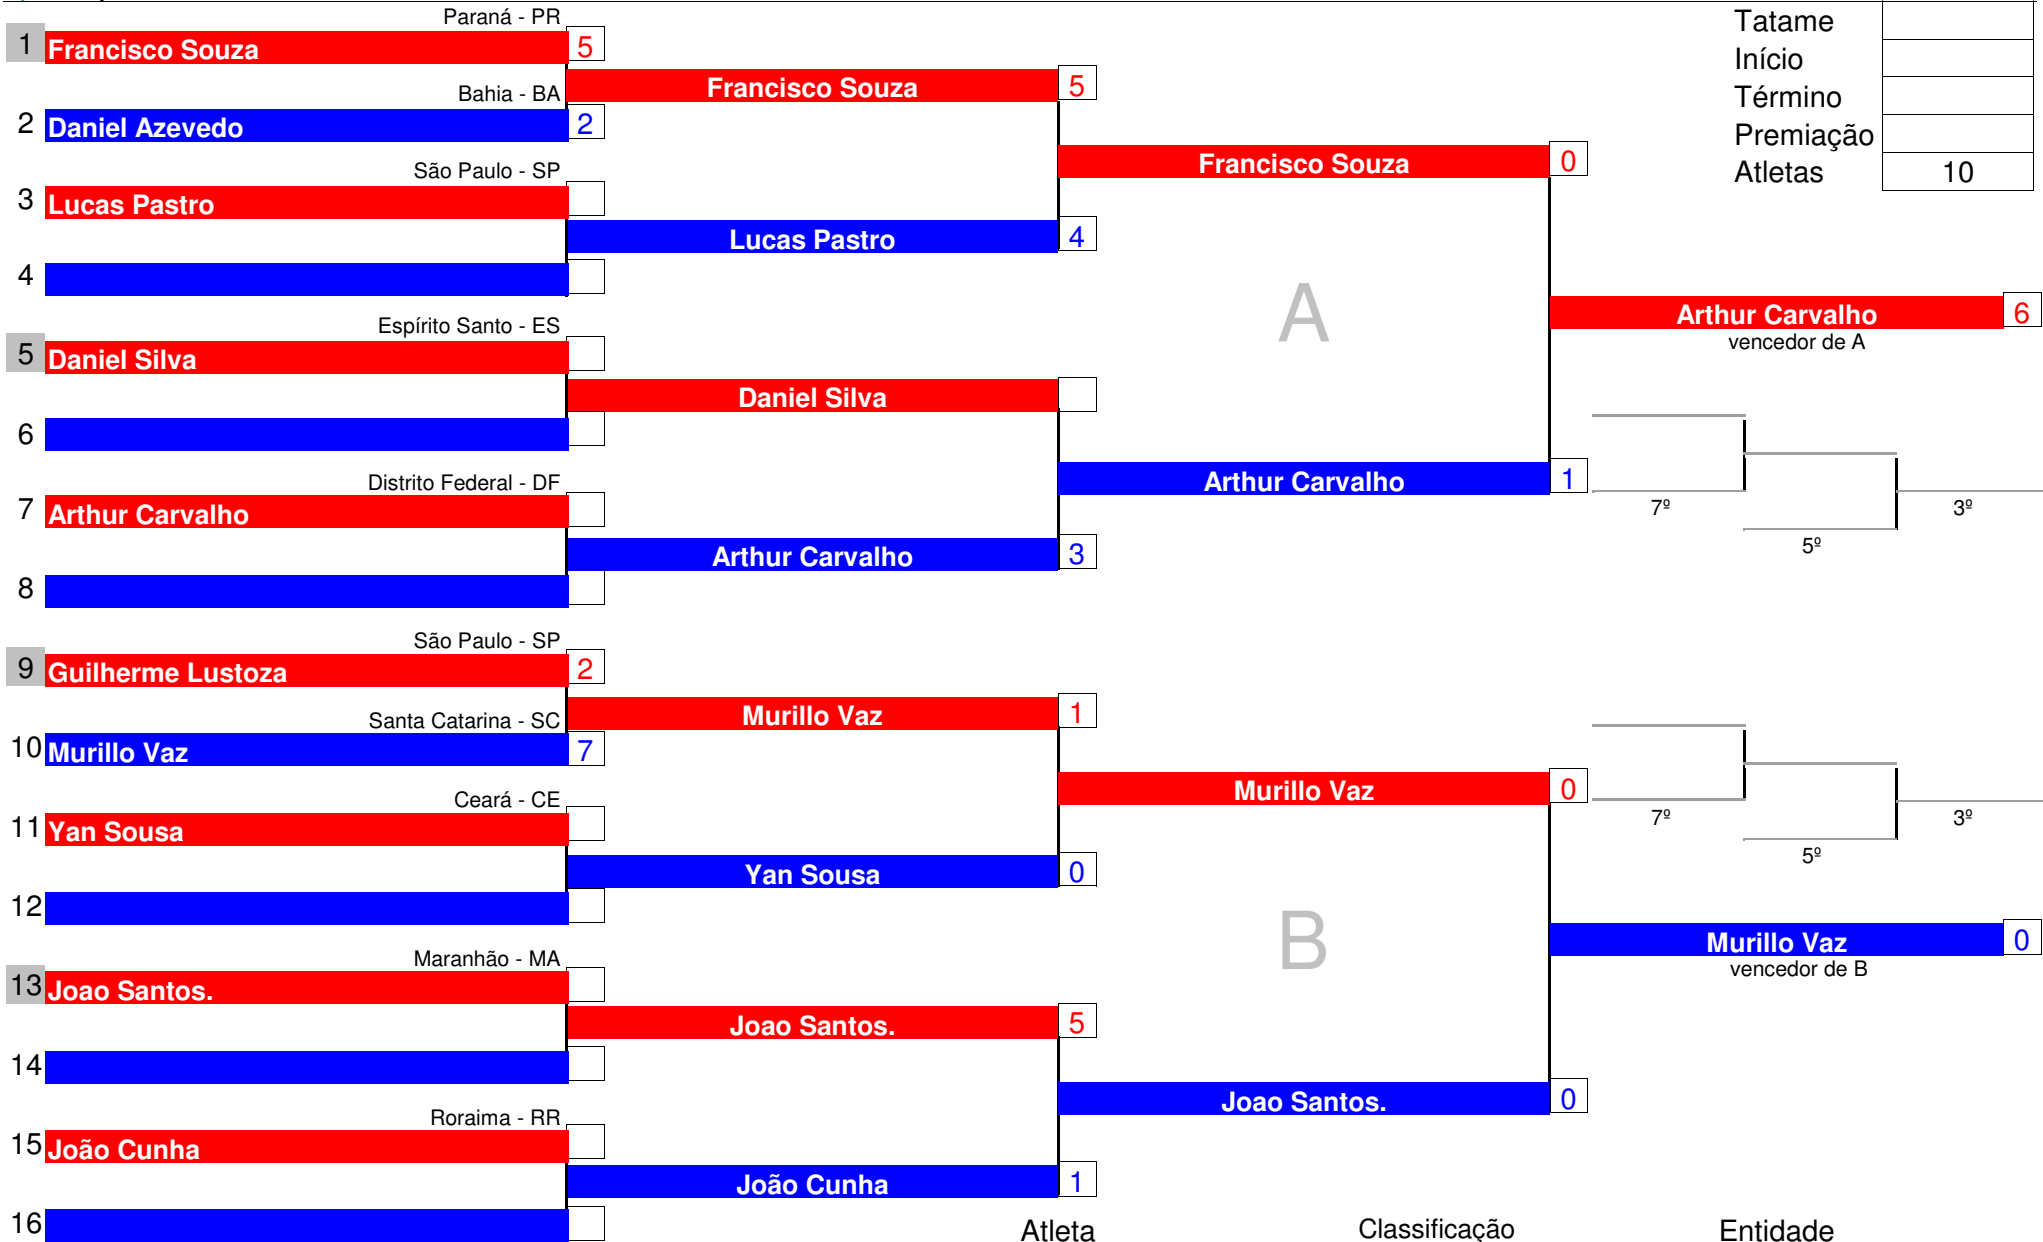 Paraná - PR
1 Francisco Souza 5
Bahia - BA
2 Daniel Azevedo 2
São Paulo - SP
3 Lucas Pastro
4
Espírito Santo - ES
5 Daniel Silva
6
Distrito Federal - DF
7 Arthur Carvalho
8
São Paulo - SP
9 Guilherme Lustoza 2
Santa Catarina - SC
10 Murillo Vaz 7
Ceará - CE
11 Yan Sousa
12
Maranhão - MA
13 Joao Santos.
14
Roraima - RR
15 João Cunha
16
Francisco Souza 5
Lucas Pastro 4
Daniel Silva
Arthur Carvalho 3
Murillo Vaz 1
Yan Sousa 0
Joao Santos. 5
João Cunha 1
Francisco Souza 0
A
Arthur Carvalho 1
Murillo Vaz 0
B
Joao Santos. 0
Tatame
Início
Término
Premiação
Atletas 10
Arthur Carvalho 6
vencedor de A
7º
5º
3º
7º
5º
3º
Murillo Vaz 0
vencedor de B
Atleta Classificação Entidade